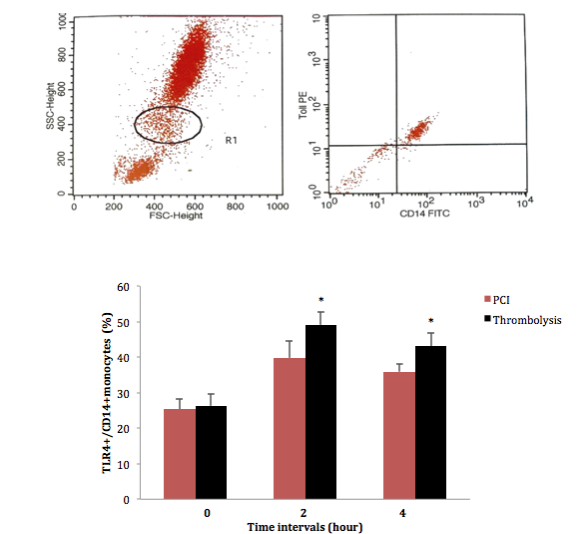 1000
800
600
400
200
0
SSC-Height
R1
0 200 400 600 800 1000
FSC-Height
10
10³
10²
10¹
10⁰
Toll PE
10⁰ 10¹ 10² 10³ 10⁴
CD14 FITC
60
50
40
30
20
10
0
TLR4+/CD14+monocytes (%)
*
*
PCI
Thrombolysis
0 2 4
Time intervals (hour)